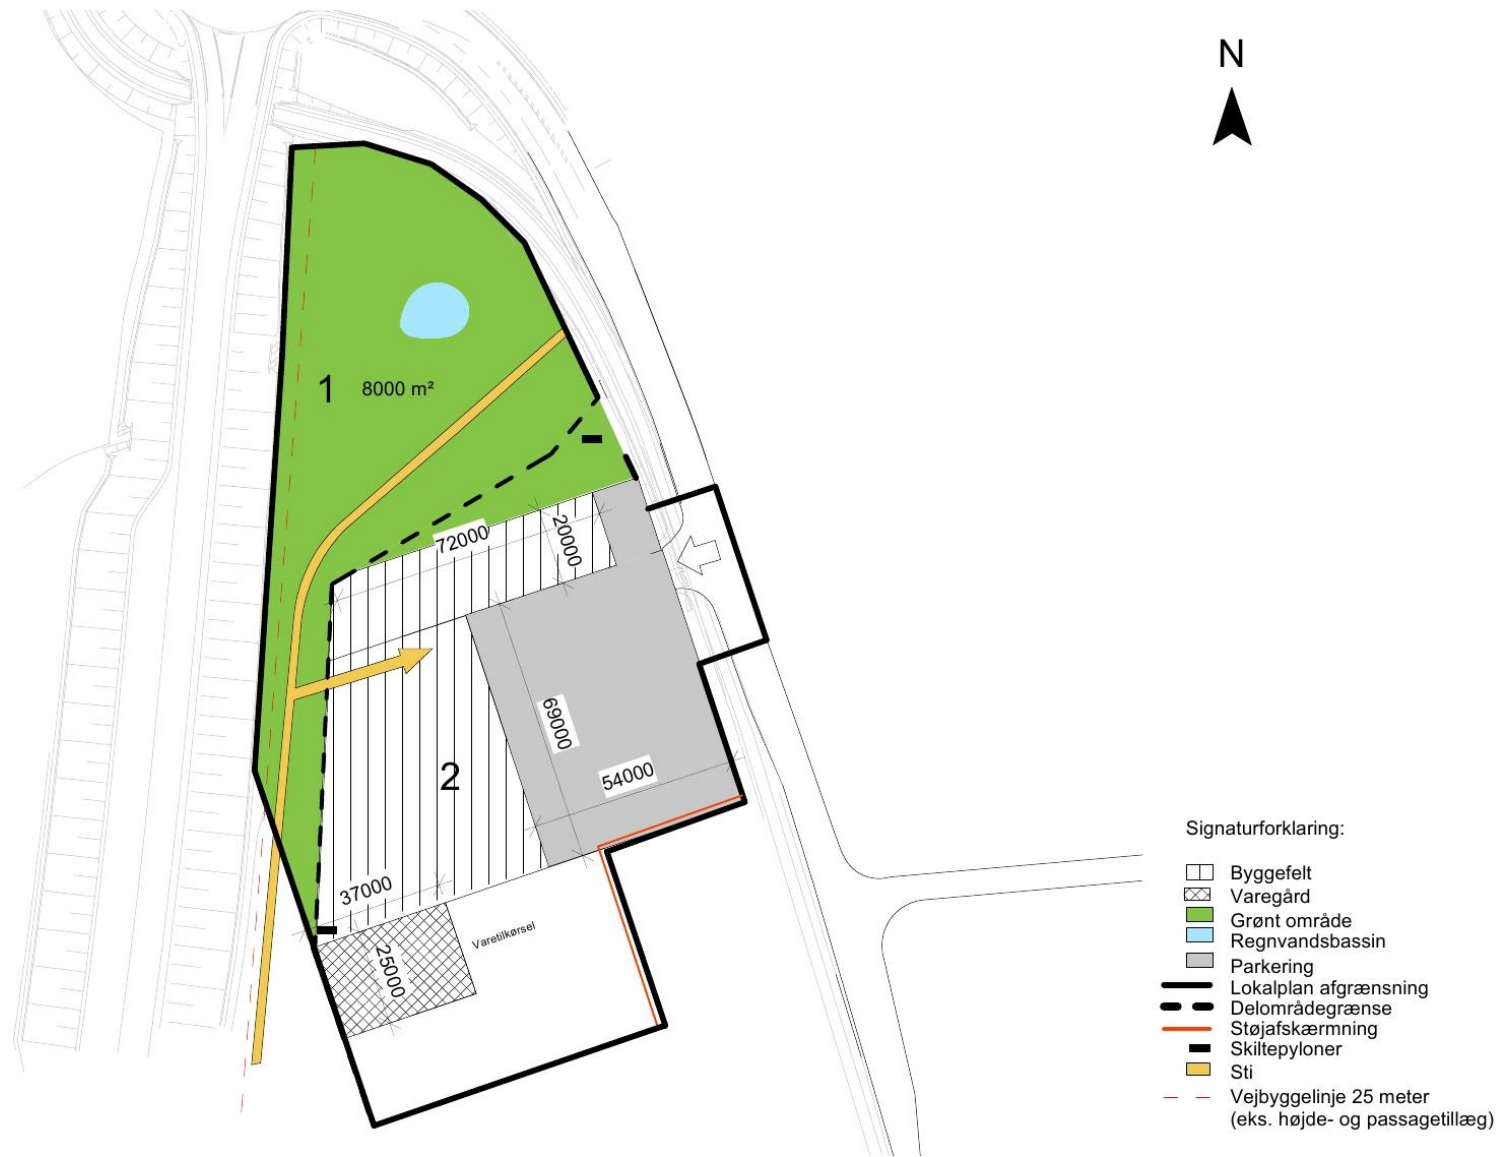 N
1
8000 m²
72000
20000
69000
54000
2
37000
25000
Varetilkørsel
Signaturforklaring:
Byggefelt
Varegård
Grønt område
Regnvandsbassin
Parkering
Lokalplan afgrænsning
Delområdegrænse
Støjafskærmning
Skiltepyloner
Sti
Vejbyggelinje 25 meter
(eks. højde- og passagetillæg)